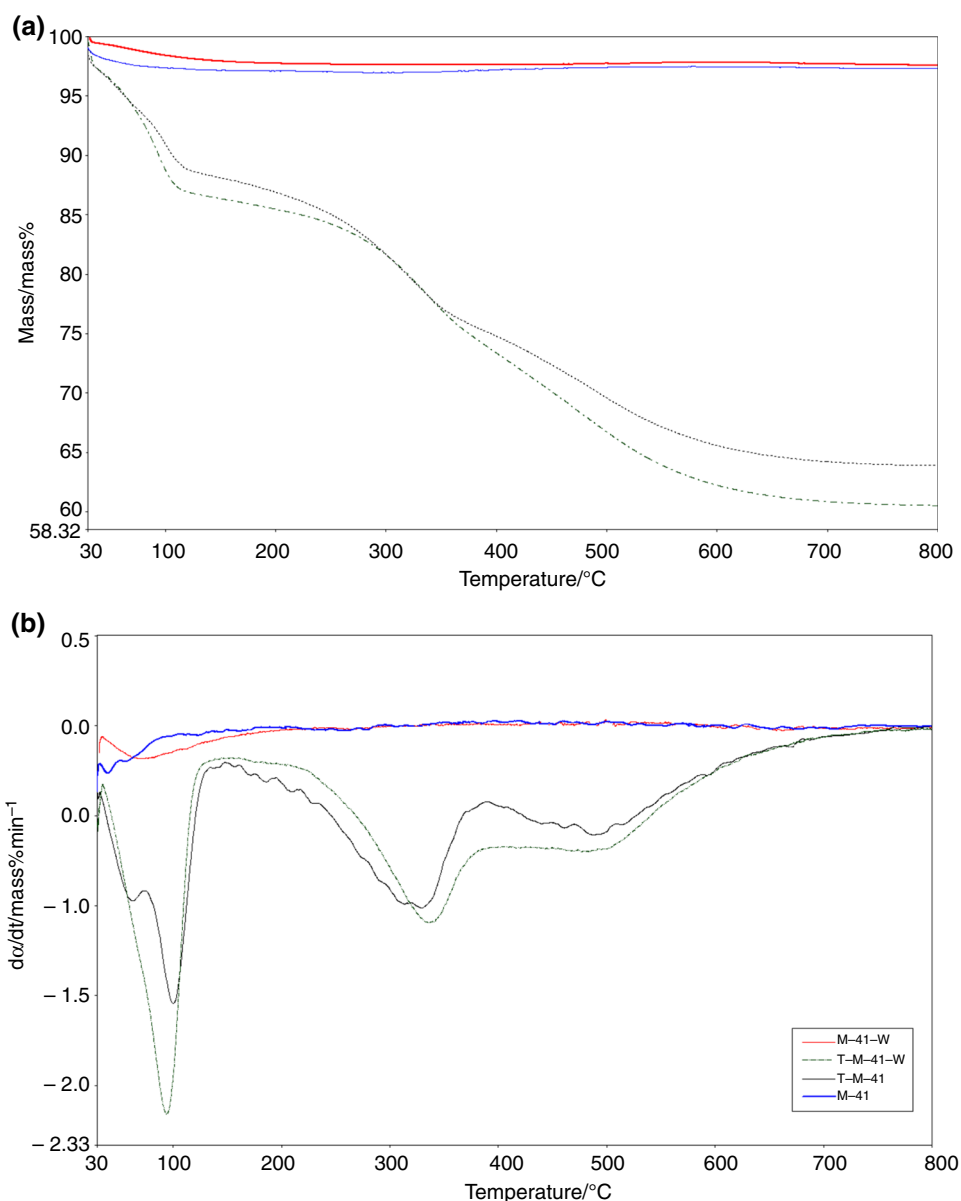 (a)
100
95
90
85
80
75
70
65
60
58.32
Mass/mass%
30 100 200 300 400 500 600 700 800
Temperature/°C
(b)
0.5
0.0
0.0
− 1.0
− 1.5
− 2.0
− 2.33
dα/dt/mass%min⁻¹
M–41–W
T–M–41–W
T–M–41
M–41
30 100 200 300 400 500 600 700 800
Temperature/°C